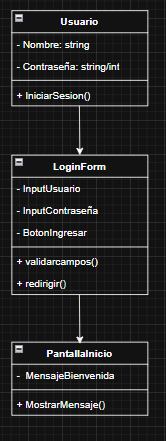 Usuario
- Nombre: string
- Contraseña: string/int
+ IniciarSesion()
LoginForm
- InputUsuario
- InputContraseña
- BotonIngresar
+ validarcampos()
+ redirigir()
PantallaInicio
- MensajeBienvenida
+ MostrarMensaje()